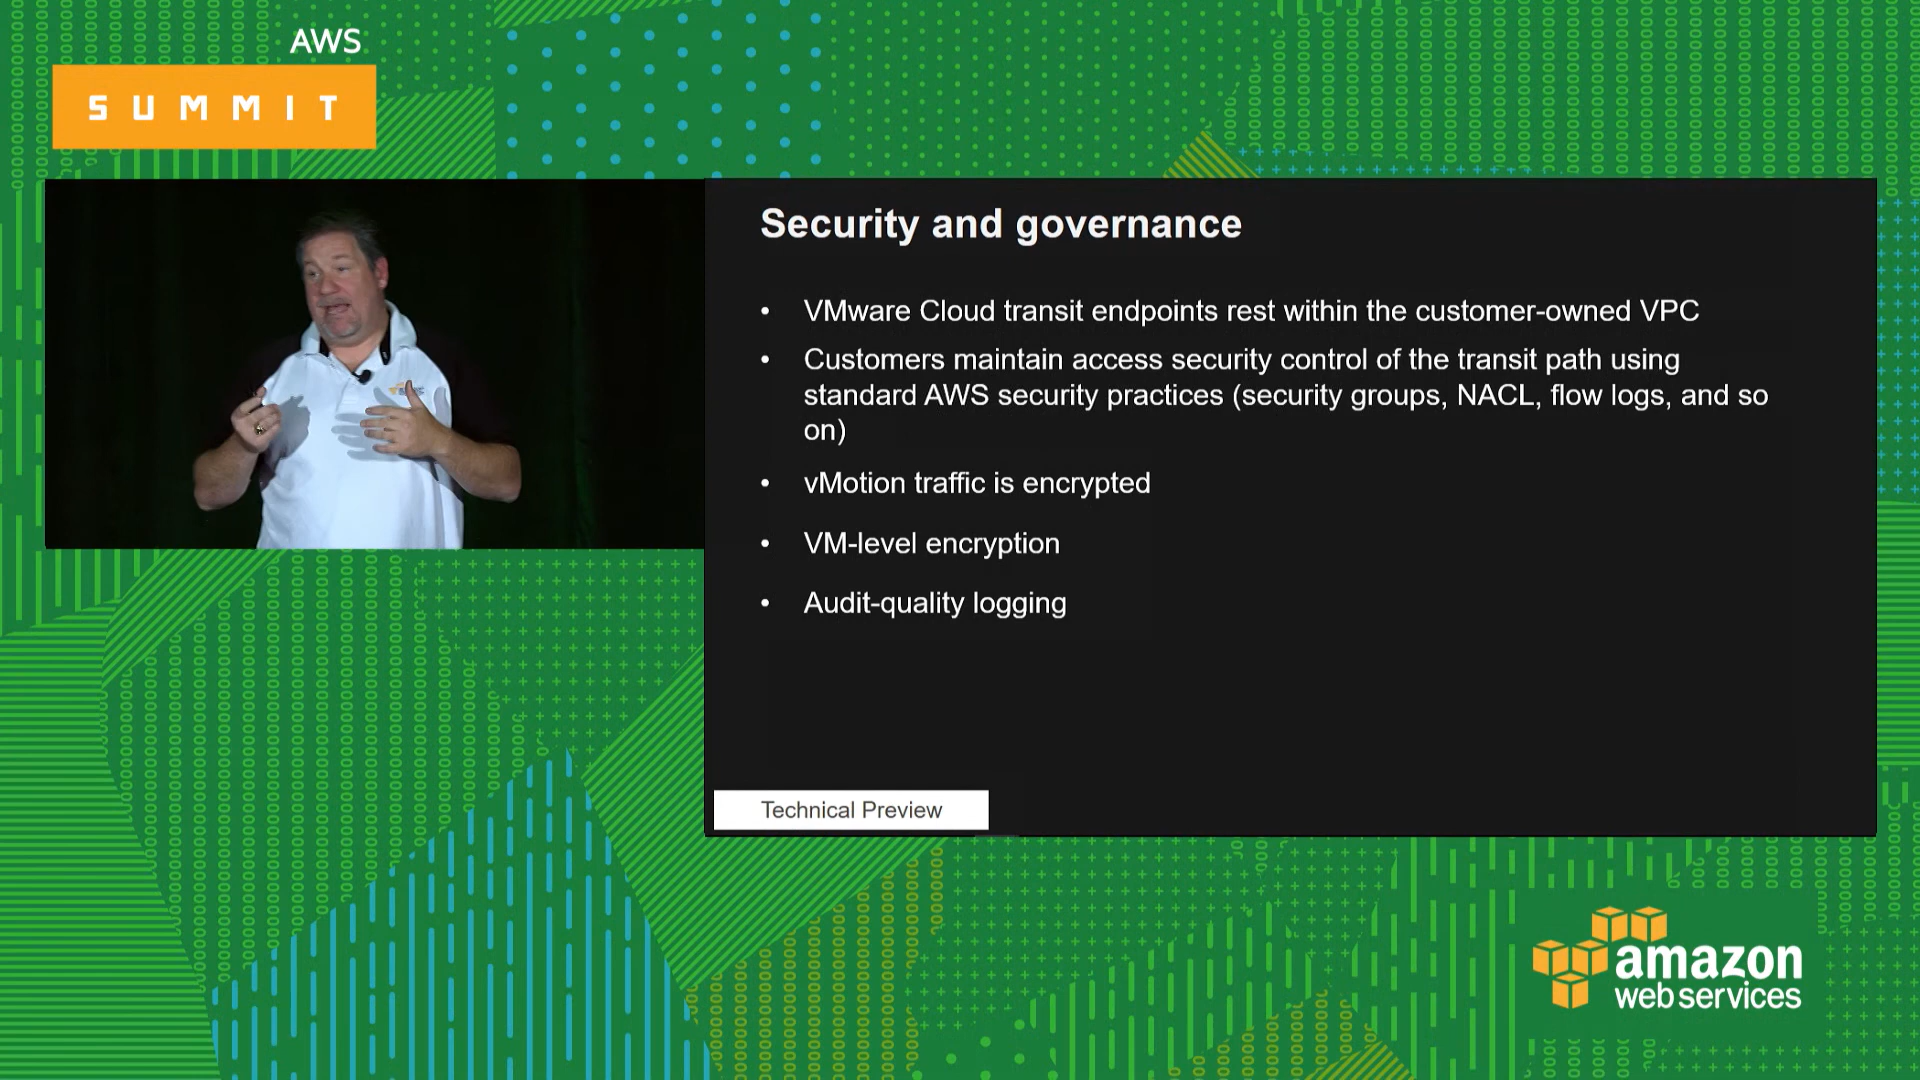 AWS
SUMMIT
Security and governance
• VMware Cloud transit endpoints rest within the customer-owned VPC
• Customers maintain access security control of the transit path using
standard AWS security practices (security groups, NACL, flow logs, and so
on)
• vMotion traffic is encrypted
• VM-level encryption
• Audit-quality logging
Technical Preview
amazon
web services